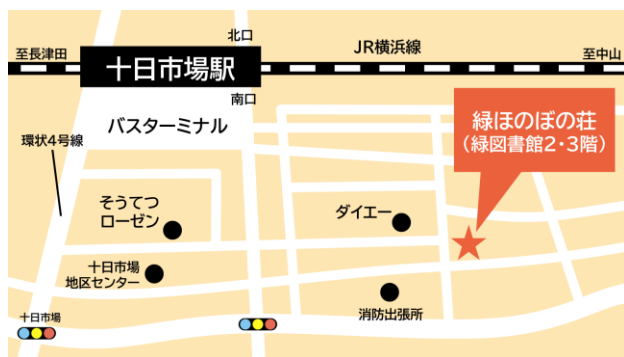 北口
JR横浜線
至長津田
至中山
十日市場駅
南口
バスターミナル
環状4号線
緑ほのぼの荘
(緑図書館2・3階)
そうてつ
ローゼン
ダイエー
十日市場
地区センター
消防出張所
十日市場